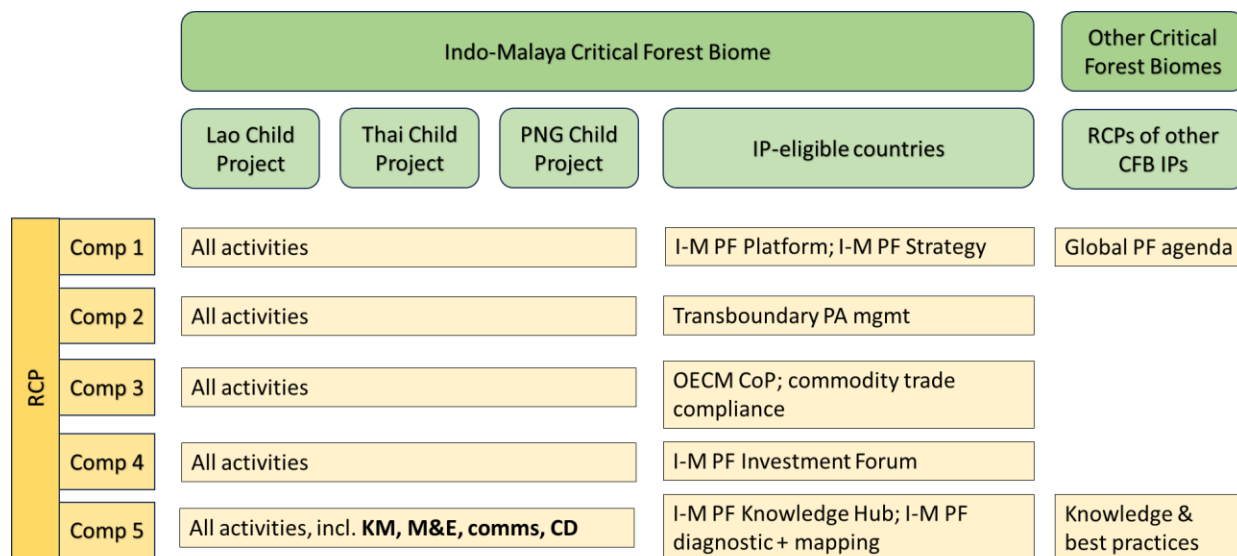 Indo-Malaya Critical Forest Biome
Other Critical
Forest Biomes
Lao Child
Project
Thai Child
Project
PNG Child
Project
IP-eligible countries
RCPs of other
CFB IPs
RCP
Comp 1
All activities
I-M PF Platform; I-M PF Strategy
Global PF agenda
Comp 2
All activities
Transboundary PA mgmt
Comp 3
All activities
OECM CoP; commodity trade
compliance
Comp 4
All activities
I-M PF Investment Forum
Comp 5
All activities, incl. KM, M&E, comms, CD
I-M PF Knowledge Hub; I-M PF
diagnostic + mapping
Knowledge &
best practices